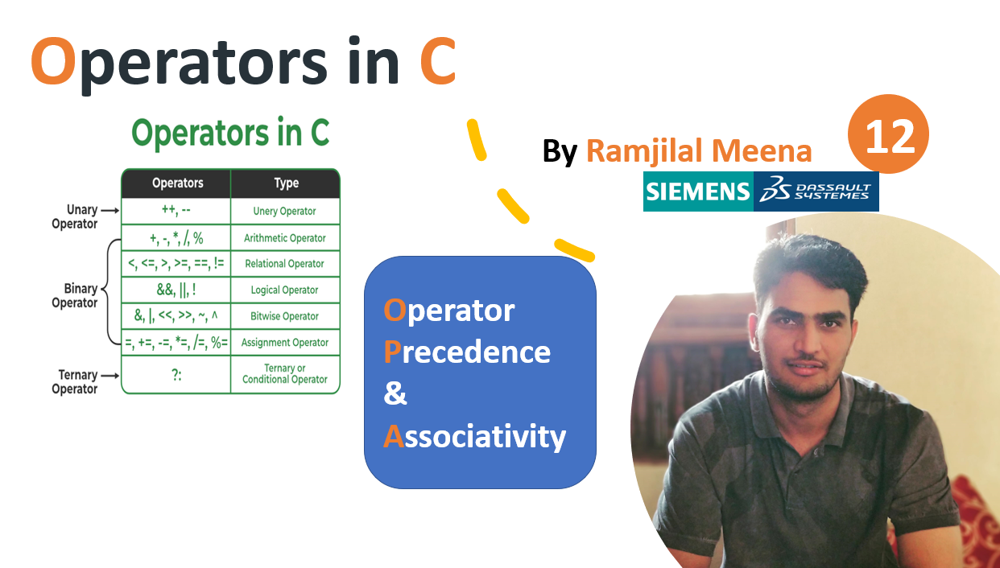 Operators in C
Operators in C
Operators Type
Unary
Operator
++, -- Unery Operator
+, -, *, /, % Arithmetic Operator
<, <=, >, >=, ==, != Relational Operator
Binary
Operator
&&, ||, ! Logical Operator
&, |, <<, >>, ~, ^ Bitwise Operator
=, +=, -=, *=, /=, %= Assignment Operator
Ternary
Operator
?: Ternary or
Conditional Operator
Operator
Precedence
&
Associativity
By Ramjilal Meena
12
SIEMENS
DASSAULT
SYSTEMES